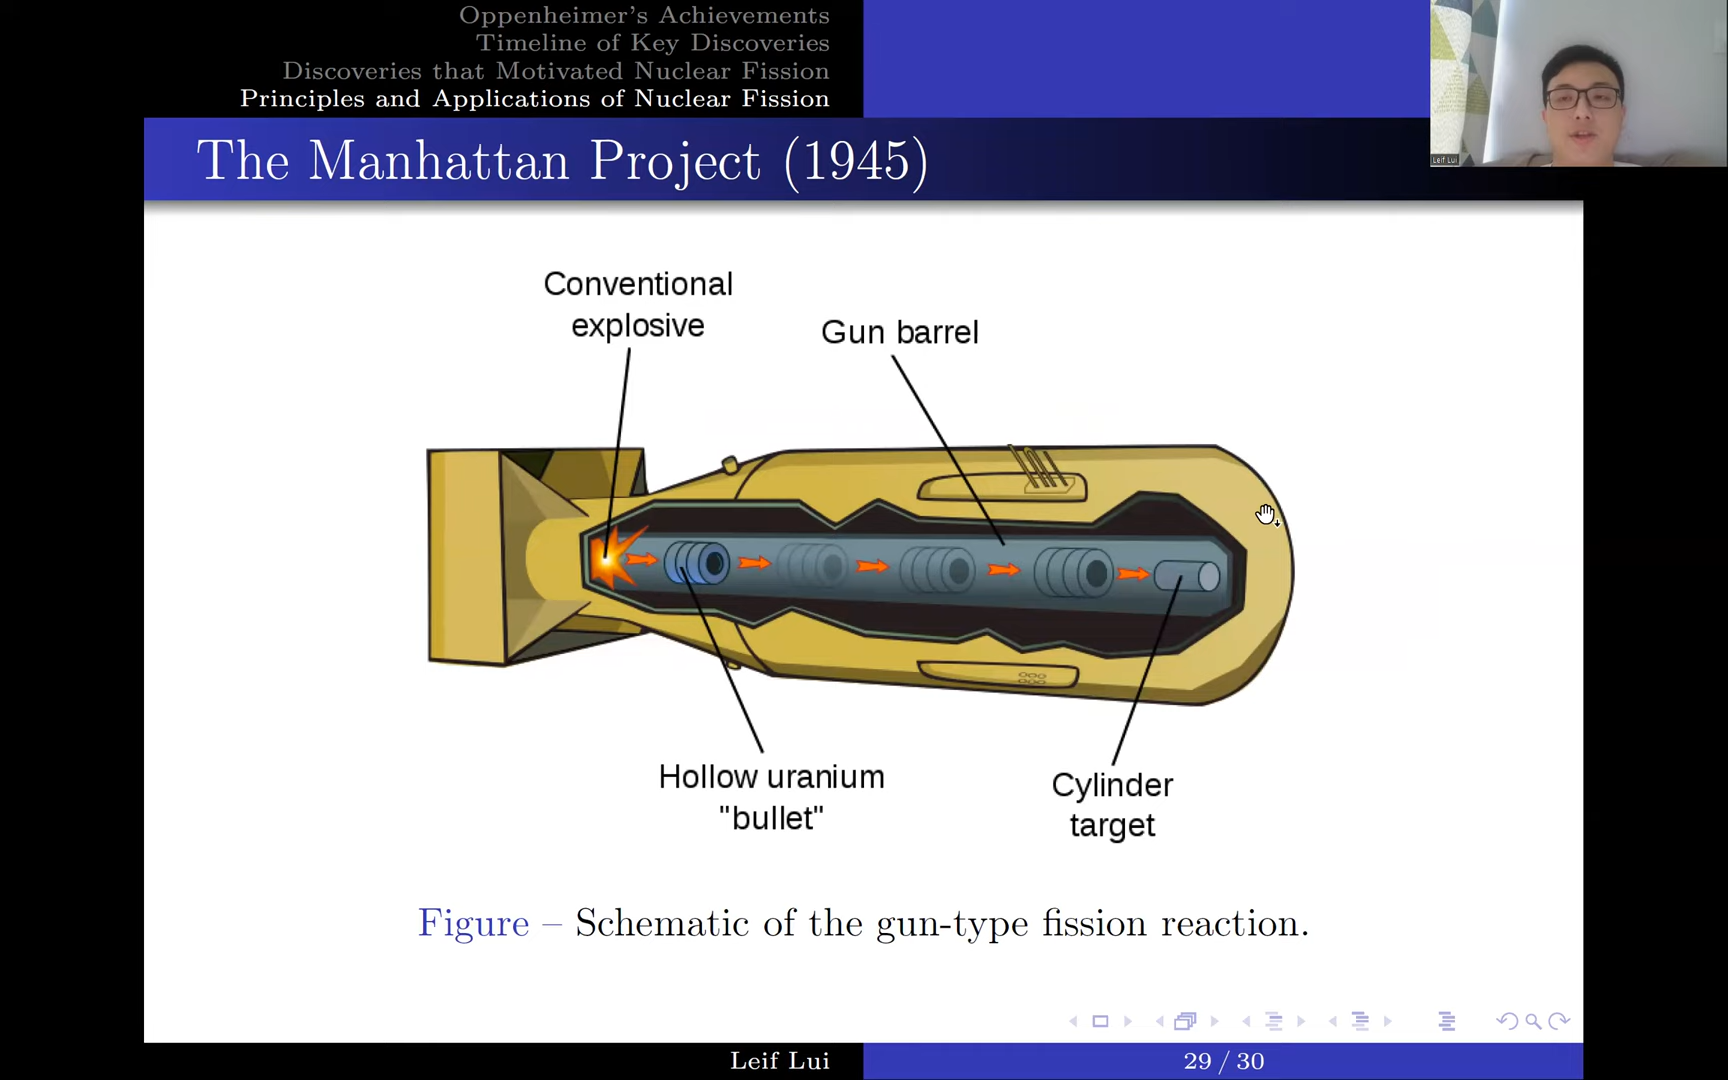 Oppenheimer's Achievements
Timeline of Key Discoveries
Discoveries that Motivated Nuclear Fission
Principles and Applications of Nuclear Fission
Leif Lui
The Manhattan Project (1945)
Conventional
explosive
Gun barrel
Hollow uranium
"bullet"
Cylinder
target
Figure – Schematic of the gun-type fission reaction.
Leif Lui
29 / 30